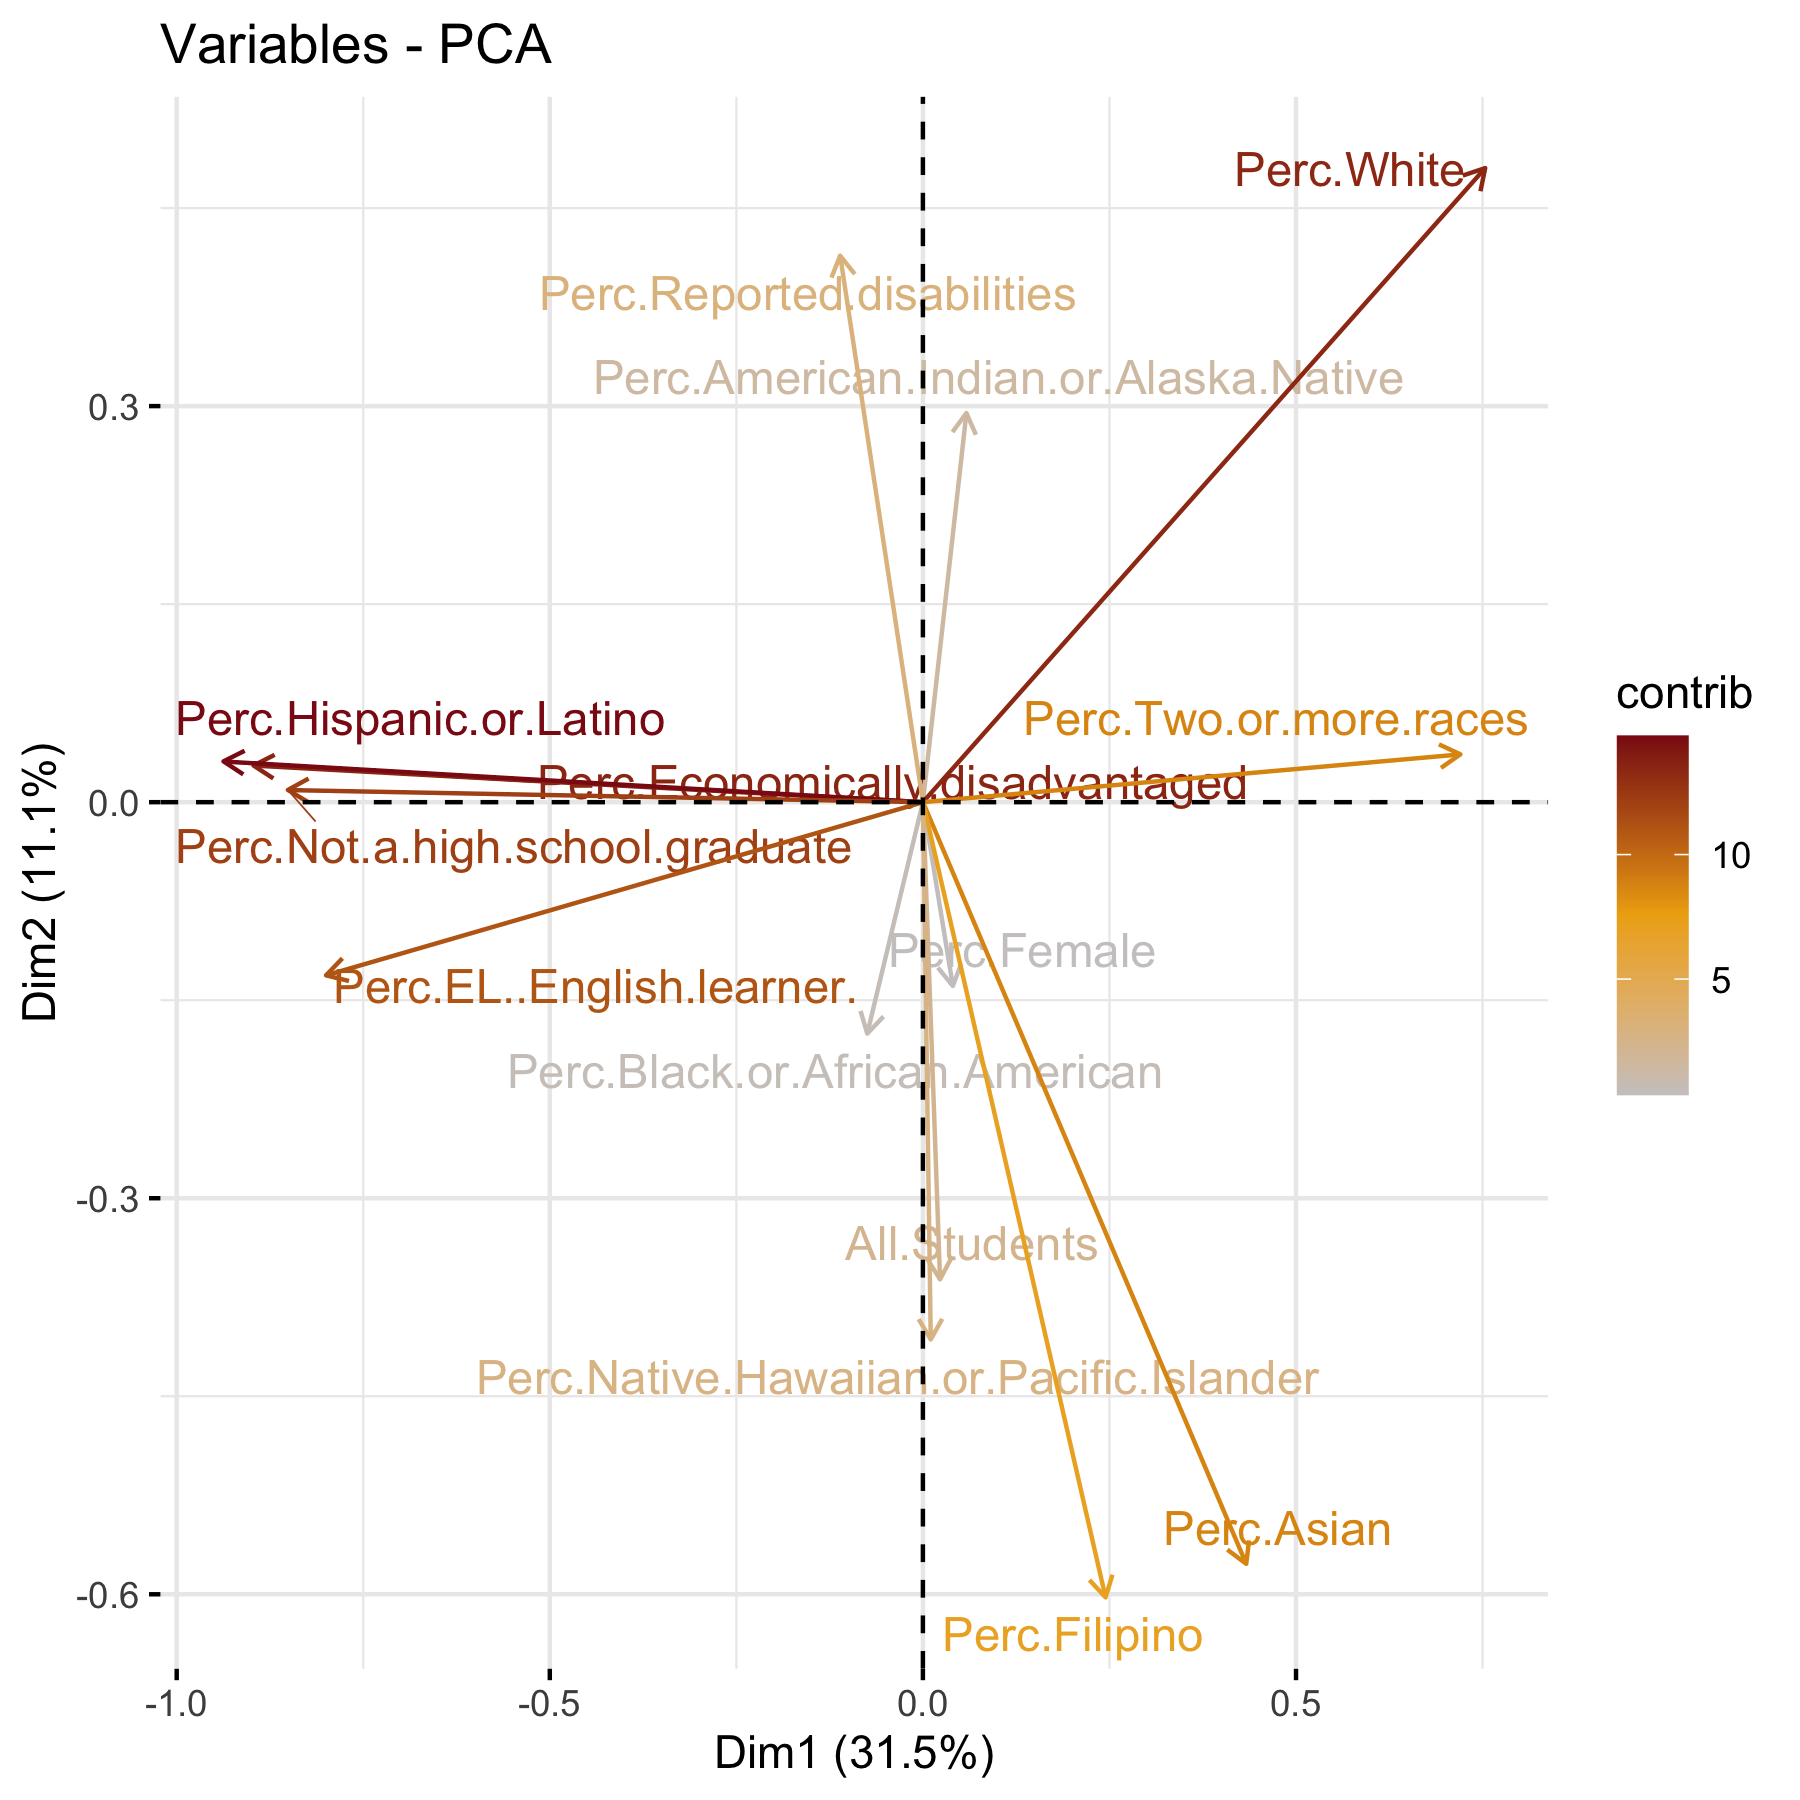 Variables - PCA
Perc.White
Perc.Reported.disabilities
Perc.American.Indian.or.Alaska.Native
0.3
Perc.Hispanic.or.Latino
Perc.Two.or.more.races
contrib
Perc.Economically.disadvantaged
0.0
Perc.Not.a.high.school.graduate
10
Dim2 (11.1%)
Perc.Female
5
Perc.EL..English.learner.
Perc.Black.or.African.American
-0.3
All.Students
Perc.Native.Hawaiian.or.Pacific.Islander
Perc.Asian
-0.6
Perc.Filipino
-1.0 -0.5 0.0 0.5
Dim1 (31.5%)